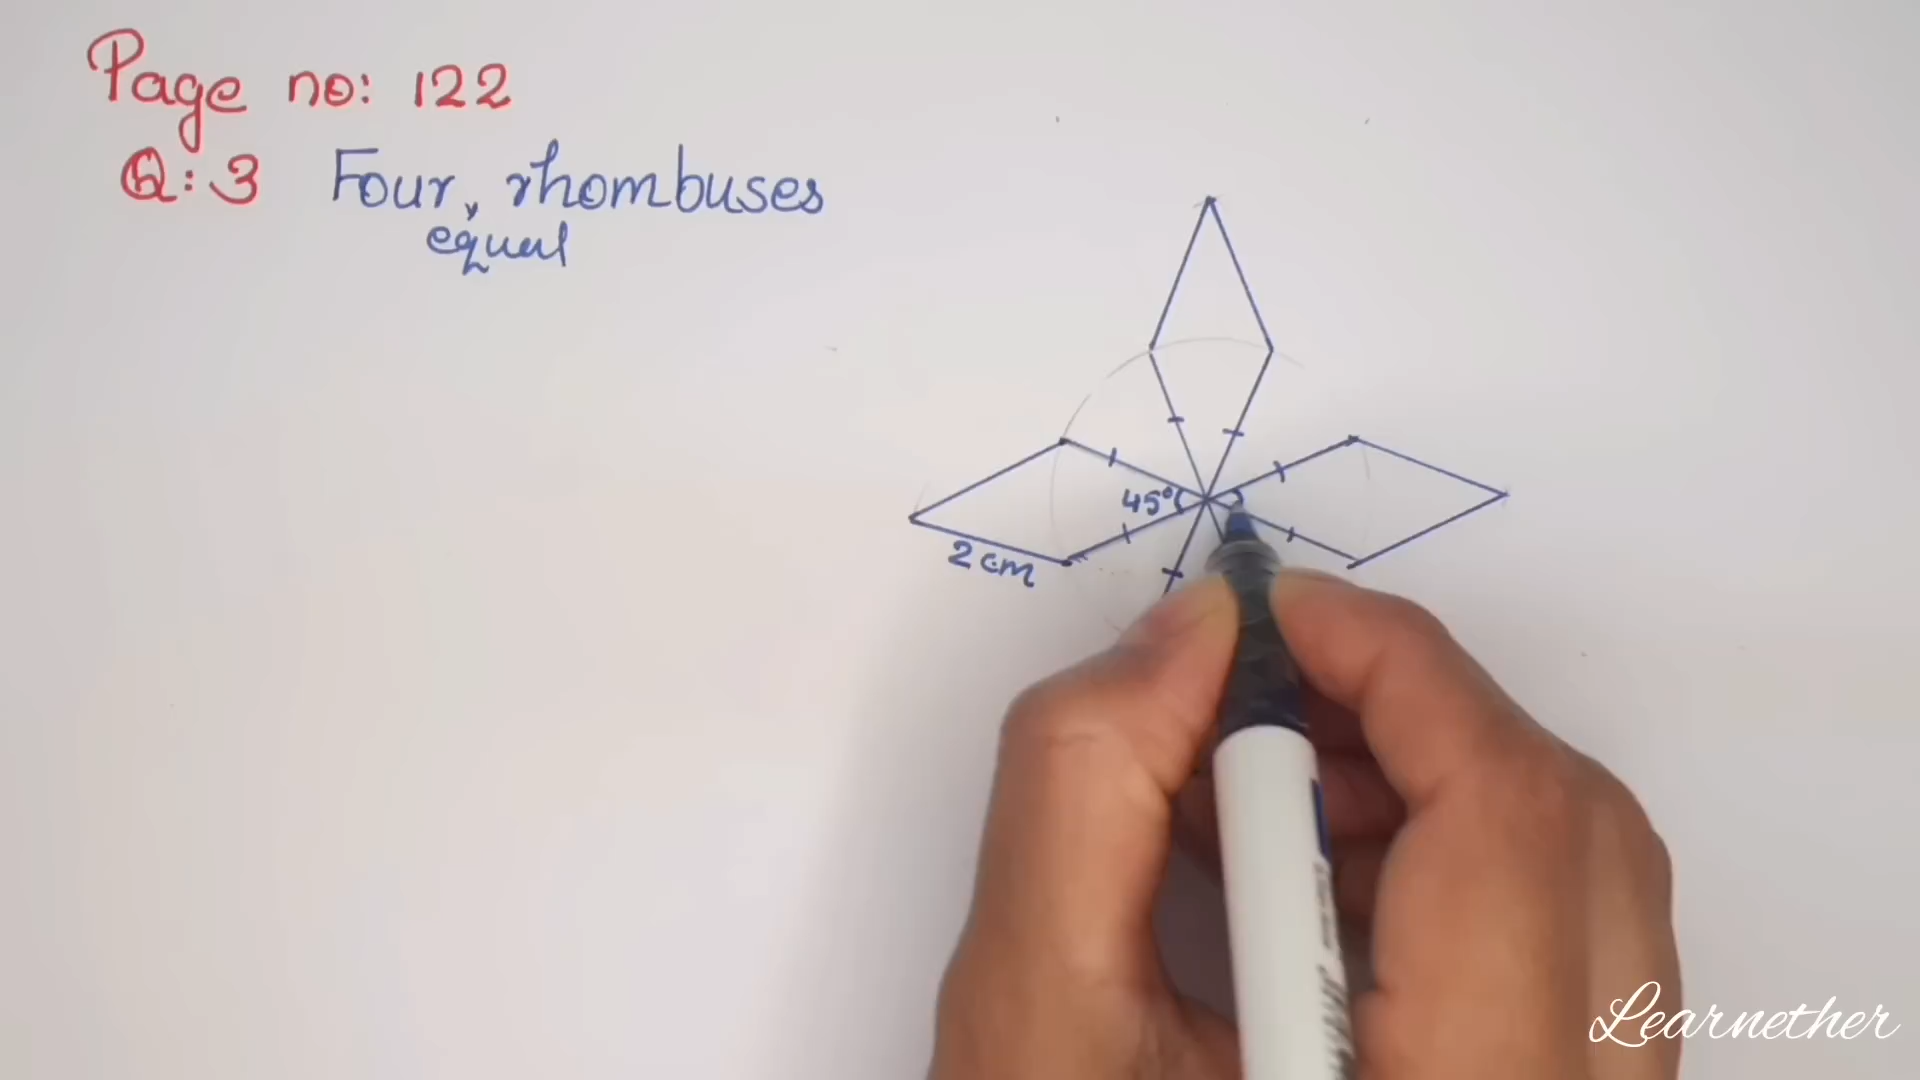 Page no: 122
Q: 3 Four, rhombuses
equal
45°
2 cm
Learnether